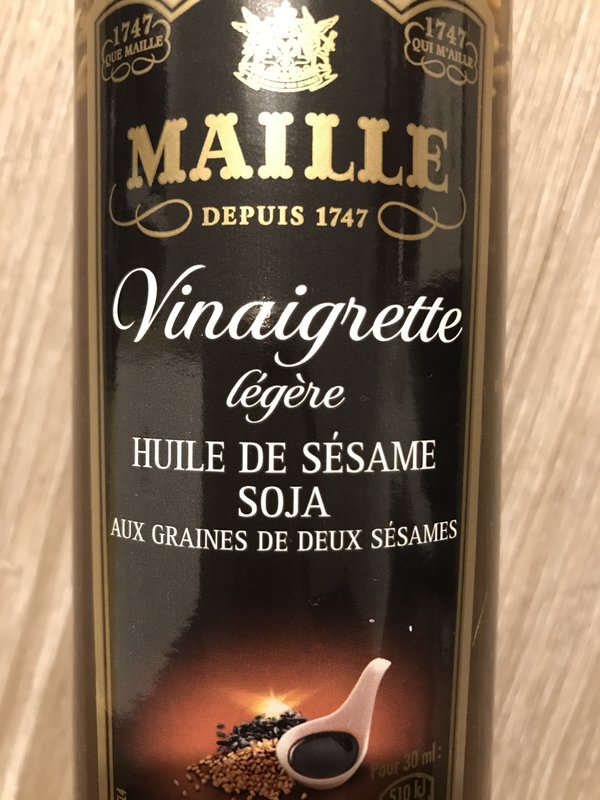 1747
QUE MAILLE
1747
QUI M'AILLE
MAILLE
DEPUIS 1747
Vinaigrette
légère
HUILE DE SÉSAME
SOJA
AUX GRAINES DE DEUX SÉSAMES
Pour 30 ml :
510 kJ